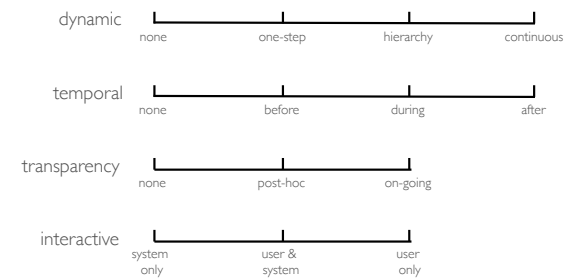 dynamic
none one-step hierarchy continuous
temporal
none before during after
transparency
none post-hoc on-going
interactive
system only user & system user only